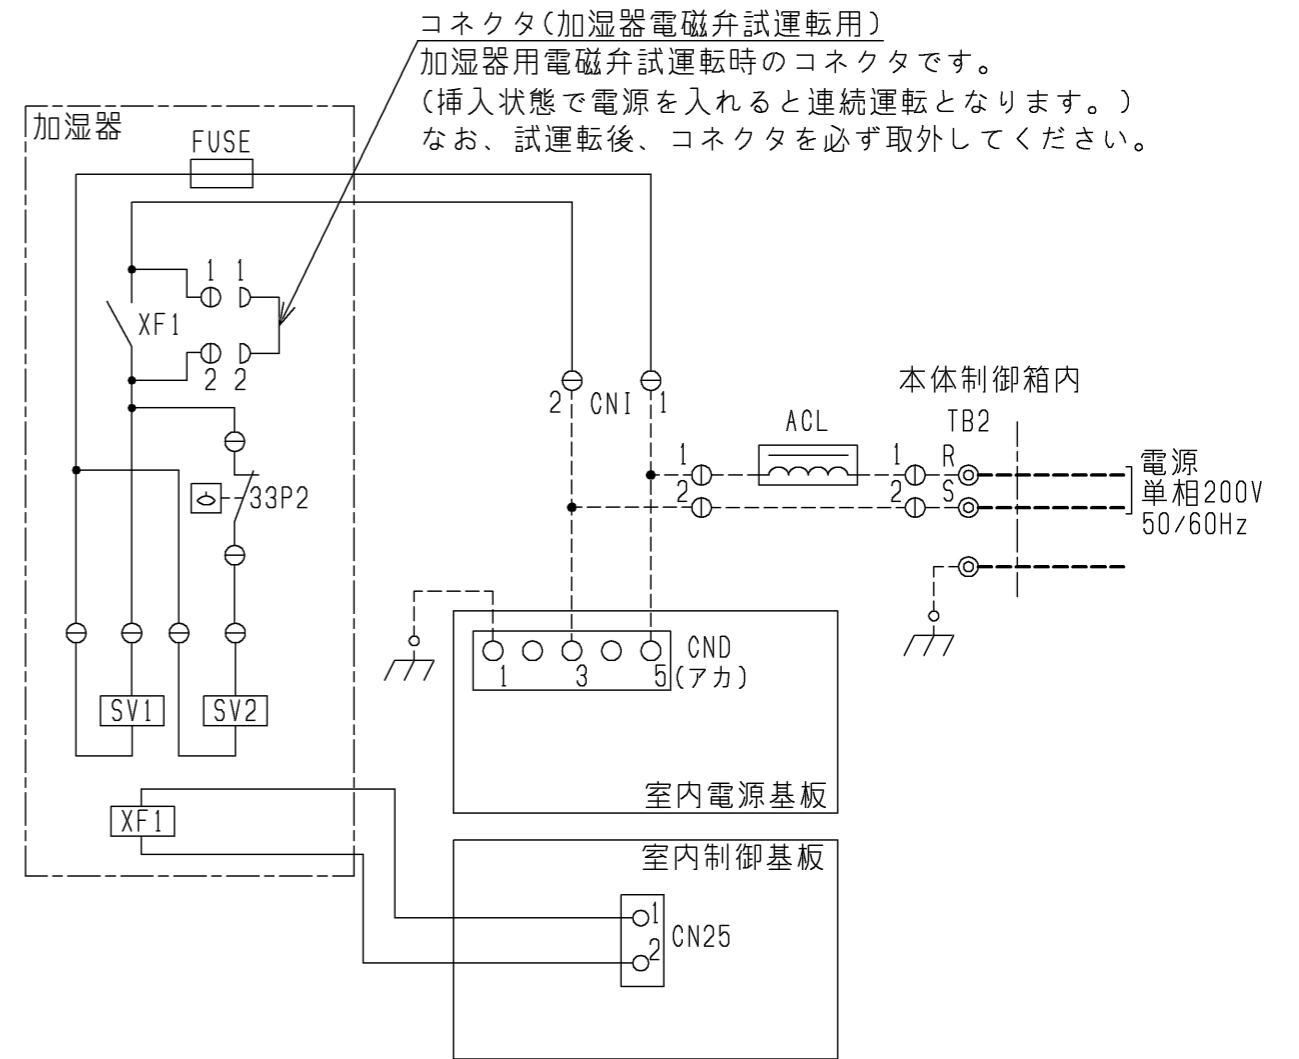 コネクタ(加湿器電磁弁試運転用)
加湿器用電磁弁試運転時のコネクタです。
(挿入状態で電源を入れると連続運転となります。)
なお、試運転後、コネクタを必ず取外してください。
加湿器
FUSE
1 1
XF1
2 2
2 CNI 1
本体制御箱内
ACL
TB2
1 1 R
2 2 S
電源
単相200V
50/60Hz
33P2
CND
1 3 5 (アカ)
SV1 SV2
室内電源基板
XF1
室内制御基板
1
2
CN25